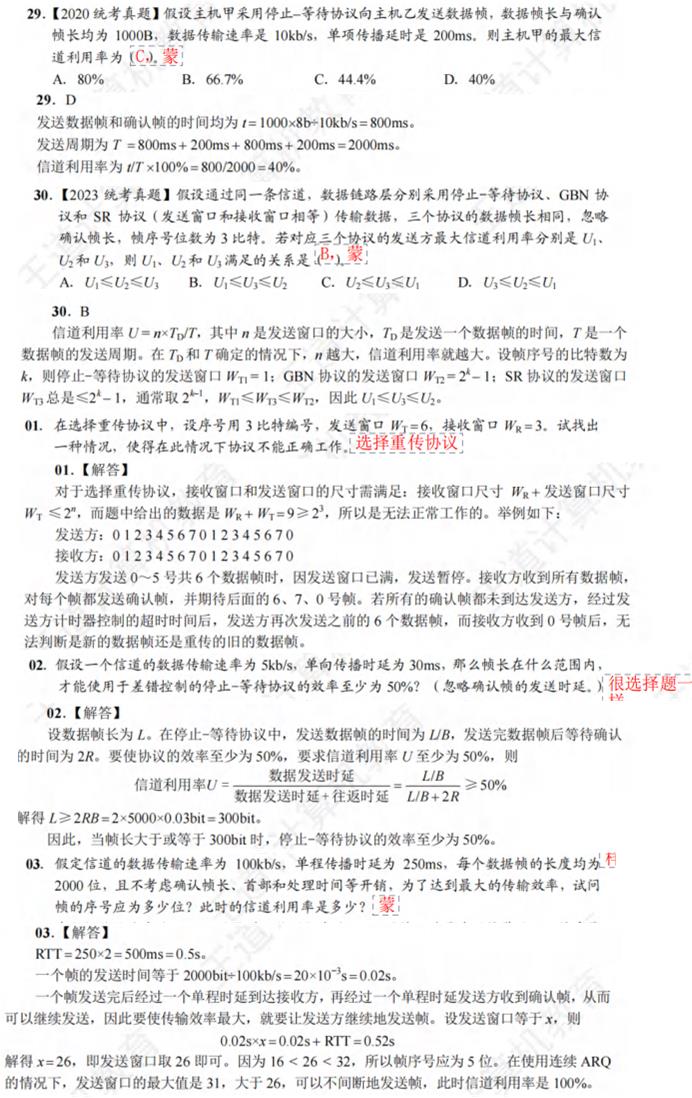 29.【2020 统考真题】假设主机甲采用停止-等待协议向主机乙发送数据帧，数据帧长与确认
帧长均为 1000B，数据传输速率是 10kb/s，单项传播延时是 200ms。则主机甲的最大信
道利用率为 (C，)。蒙
A. 80% B. 66.7% C. 44.4% D. 40%
29. D
发送数据帧和确认帧的时间均为 t = 1000×8b÷10kb/s = 800ms。
发送周期为 T = 800ms + 200ms + 800ms + 200ms = 2000ms。
信道利用率为 t/T ×100% = 800/2000 = 40%。
30.【2023 统考真题】假设通过同一条信道，数据链路层分别采用停止-等待协议、GBN 协
议和 SR 协议（发送窗口和接收窗口相等）传输数据，三个协议的数据帧长相同，忽略
确认帧长，帧序号位数为 3 比特。若对应三个协议的发送方最大信道利用率分别是 U₁、
U₂ 和 U₃，则 U₁、U₂ 和 U₃ 满足的关系是 (B，)。蒙
A. U₁≤U₂≤U₃ B. U₁≤U₃≤U₂ C. U₂≤U₃≤U₁ D. U₃≤U₂≤U₁
30. B
信道利用率 U = n×T_D/T，其中 n 是发送窗口的大小，T_D 是发送一个数据帧的时间，T 是一个
数据帧的发送周期。在 T_D 和 T 确定的情况下，n 越大，信道利用率就越大。设帧序号的比特数为
k，则停止-等待协议的发送窗口 W_T1 = 1；GBN 协议的发送窗口 W_T2 = 2ᵏ − 1；SR 协议的发送窗口
W_T3 总是≤2ᵏ − 1，通常取 2ᵏ⁻¹，W_T1≤W_T3≤W_T2，因此 U₁≤U₃≤U₂。
01. 在选择重传协议中，设序号用 3 比特编号，发送窗口 W_T = 6，接收窗口 W_R = 3。试找出
一种情况，使得在此情况下协议不能正确工作。选择重传协议
01.【解答】
对于选择重传协议，接收窗口和发送窗口的尺寸需满足：接收窗口尺寸 W_R + 发送窗口尺寸
W_T ≤ 2ⁿ，而题中给出的数据是 W_R + W_T = 9≥2³，所以是无法正常工作的。举例如下：
发送方：0 1 2 3 4 5 6 7 0 1 2 3 4 5 6 7 0
接收方：0 1 2 3 4 5 6 7 0 1 2 3 4 5 6 7 0
发送方发送 0～5 号共 6 个数据帧时，因发送窗口已满，发送暂停。接收方收到所有数据帧，
对每个帧都发送确认帧，并期待后面的 6、7、0 号帧。若所有的确认帧都未到达发送方，经过发
送方计时器控制的超时时间后，发送方再次发送之前的 6 个数据帧，而接收方收到 0 号帧后，无
法判断是新的数据帧还是重传的旧的数据帧。
02. 假设一个信道的数据传输速率为 5kb/s，单向传播时延为 30ms，那么帧长在什么范围内，
才能使用于差错控制的停止-等待协议的效率至少为 50%？（忽略确认帧的发送时延。）很选择题一
样
02.【解答】
设数据帧长为 L。在停止-等待协议中，发送数据帧的时间为 L/B，发送完数据帧后等待确认
的时间为 2R。要使协议的效率至少为 50%，要求信道利用率 U 至少为 50%，则
信道利用率U = 数据发送时延/(数据发送时延+往返时延) = (L/B)/(L/B + 2R) ≥ 50%
解得 L≥2RB = 2×5000×0.03bit = 300bit。
因此，当帧长大于或等于 300bit 时，停止-等待协议的效率至少为 50%。
03. 假定信道的数据传输速率为 100kb/s，单程传播时延为 250ms，每个数据帧的长度均为
2000 位，且不考虑确认帧长、首部和处理时间等开销，为了达到最大的传输效率，试问
帧的序号应为多少位？此时的信道利用率是多少？蒙
03.【解答】
RTT = 250×2 = 500ms = 0.5s。
一个帧的发送时间等于 2000bit÷100kb/s = 20×10⁻³s = 0.02s。
一个帧发送完后经过一个单程时延到达接收方，再经过一个单程时延发送方收到确认帧，从而
可以继续发送，因此要使传输效率最大，就要让发送方继续地发送帧。设发送窗口等于 x，则
0.02s×x = 0.02s + RTT = 0.52s
解得 x = 26，即发送窗口取 26 即可。因为 16 < 26 < 32，所以帧序号应为 5 位。在使用连续 ARQ
的情况下，发送窗口的最大值是 31，大于 26，可以不间断地发送帧，此时信道利用率是 100%。